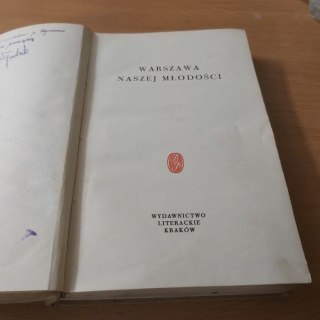 WARSZAWA
NASZEJ MŁODOŚCI
WYDAWNICTWO
LITERACKIE
KRAKÓW